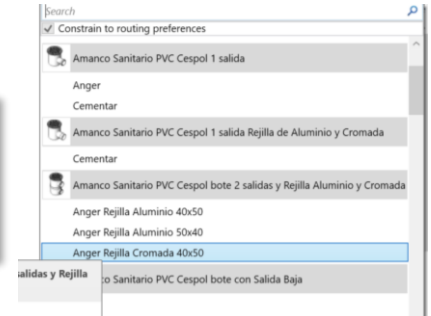 Search
Constrain to routing preferences
Amanco Sanitario PVC Cespol 1 salida
Anger
Cementar
Amanco Sanitario PVC Cespol 1 salida Rejilla de Aluminio y Cromada
Cementar
Amanco Sanitario PVC Cespol bote 2 salidas y Rejilla Aluminio y Cromada
Anger Rejilla Aluminio 40x50
Anger Rejilla Aluminio 50x40
Anger Rejilla Cromada 40x50
salidas y Rejilla
co Sanitario PVC Cespol bote con Salida Baja